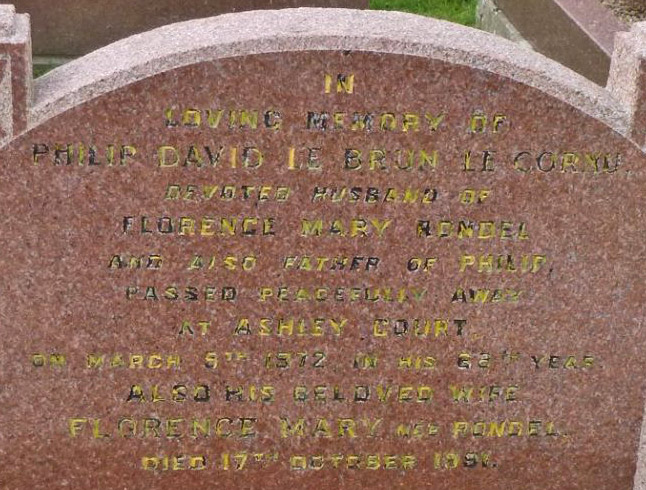 IN
LOVING MEMORY OF
PHILIP DAVID LE BRUN LE CORNU,
DEVOTED HUSBAND OF
FLORENCE MARY RONDEL
AND ALSO FATHER OF PHILIP,
PASSED PEACEFULLY AWAY
AT ASHLEY COURT,
ON MARCH 5TH 1972 IN HIS YEAR
ALSO HIS BELOVED WIFE
FLORENCE MARY NEE RONDEL.
DIED 17TH OCTOBER 1981.